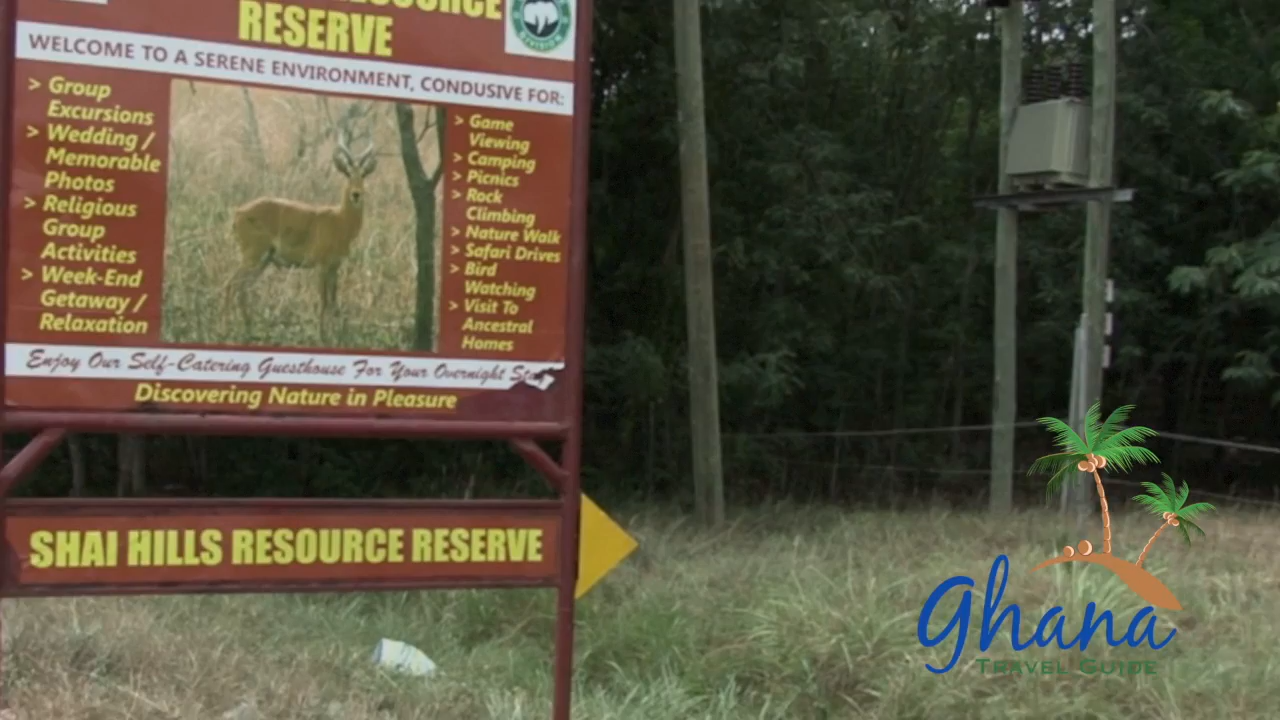 RESOURCE
RESERVE
WELCOME TO A SERENE ENVIRONMENT, CONDUSIVE FOR:
> Group
Excursions
> Wedding /
Memorable
Photos
> Religious
Group
Activities
> Week-End
Getaway /
Relaxation
> Game
Viewing
> Camping
> Picnics
> Rock
Climbing
> Nature Walk
> Safari Drives
> Bird
Watching
> Visit To
Ancestral
Homes
Enjoy Our Self-Catering Guesthouse For Your Overnight Stay
Discovering Nature in Pleasure
SHAI HILLS RESOURCE RESERVE
Ghana
TRAVEL GUIDE